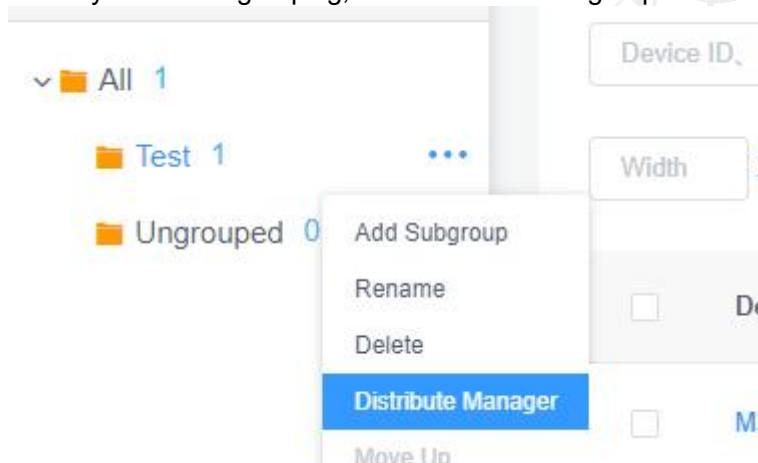 All 1
Test 1
...
Ungrouped 0
Add Subgroup
Rename
Delete
Distribute Manager
Move Up
Device ID、
Width